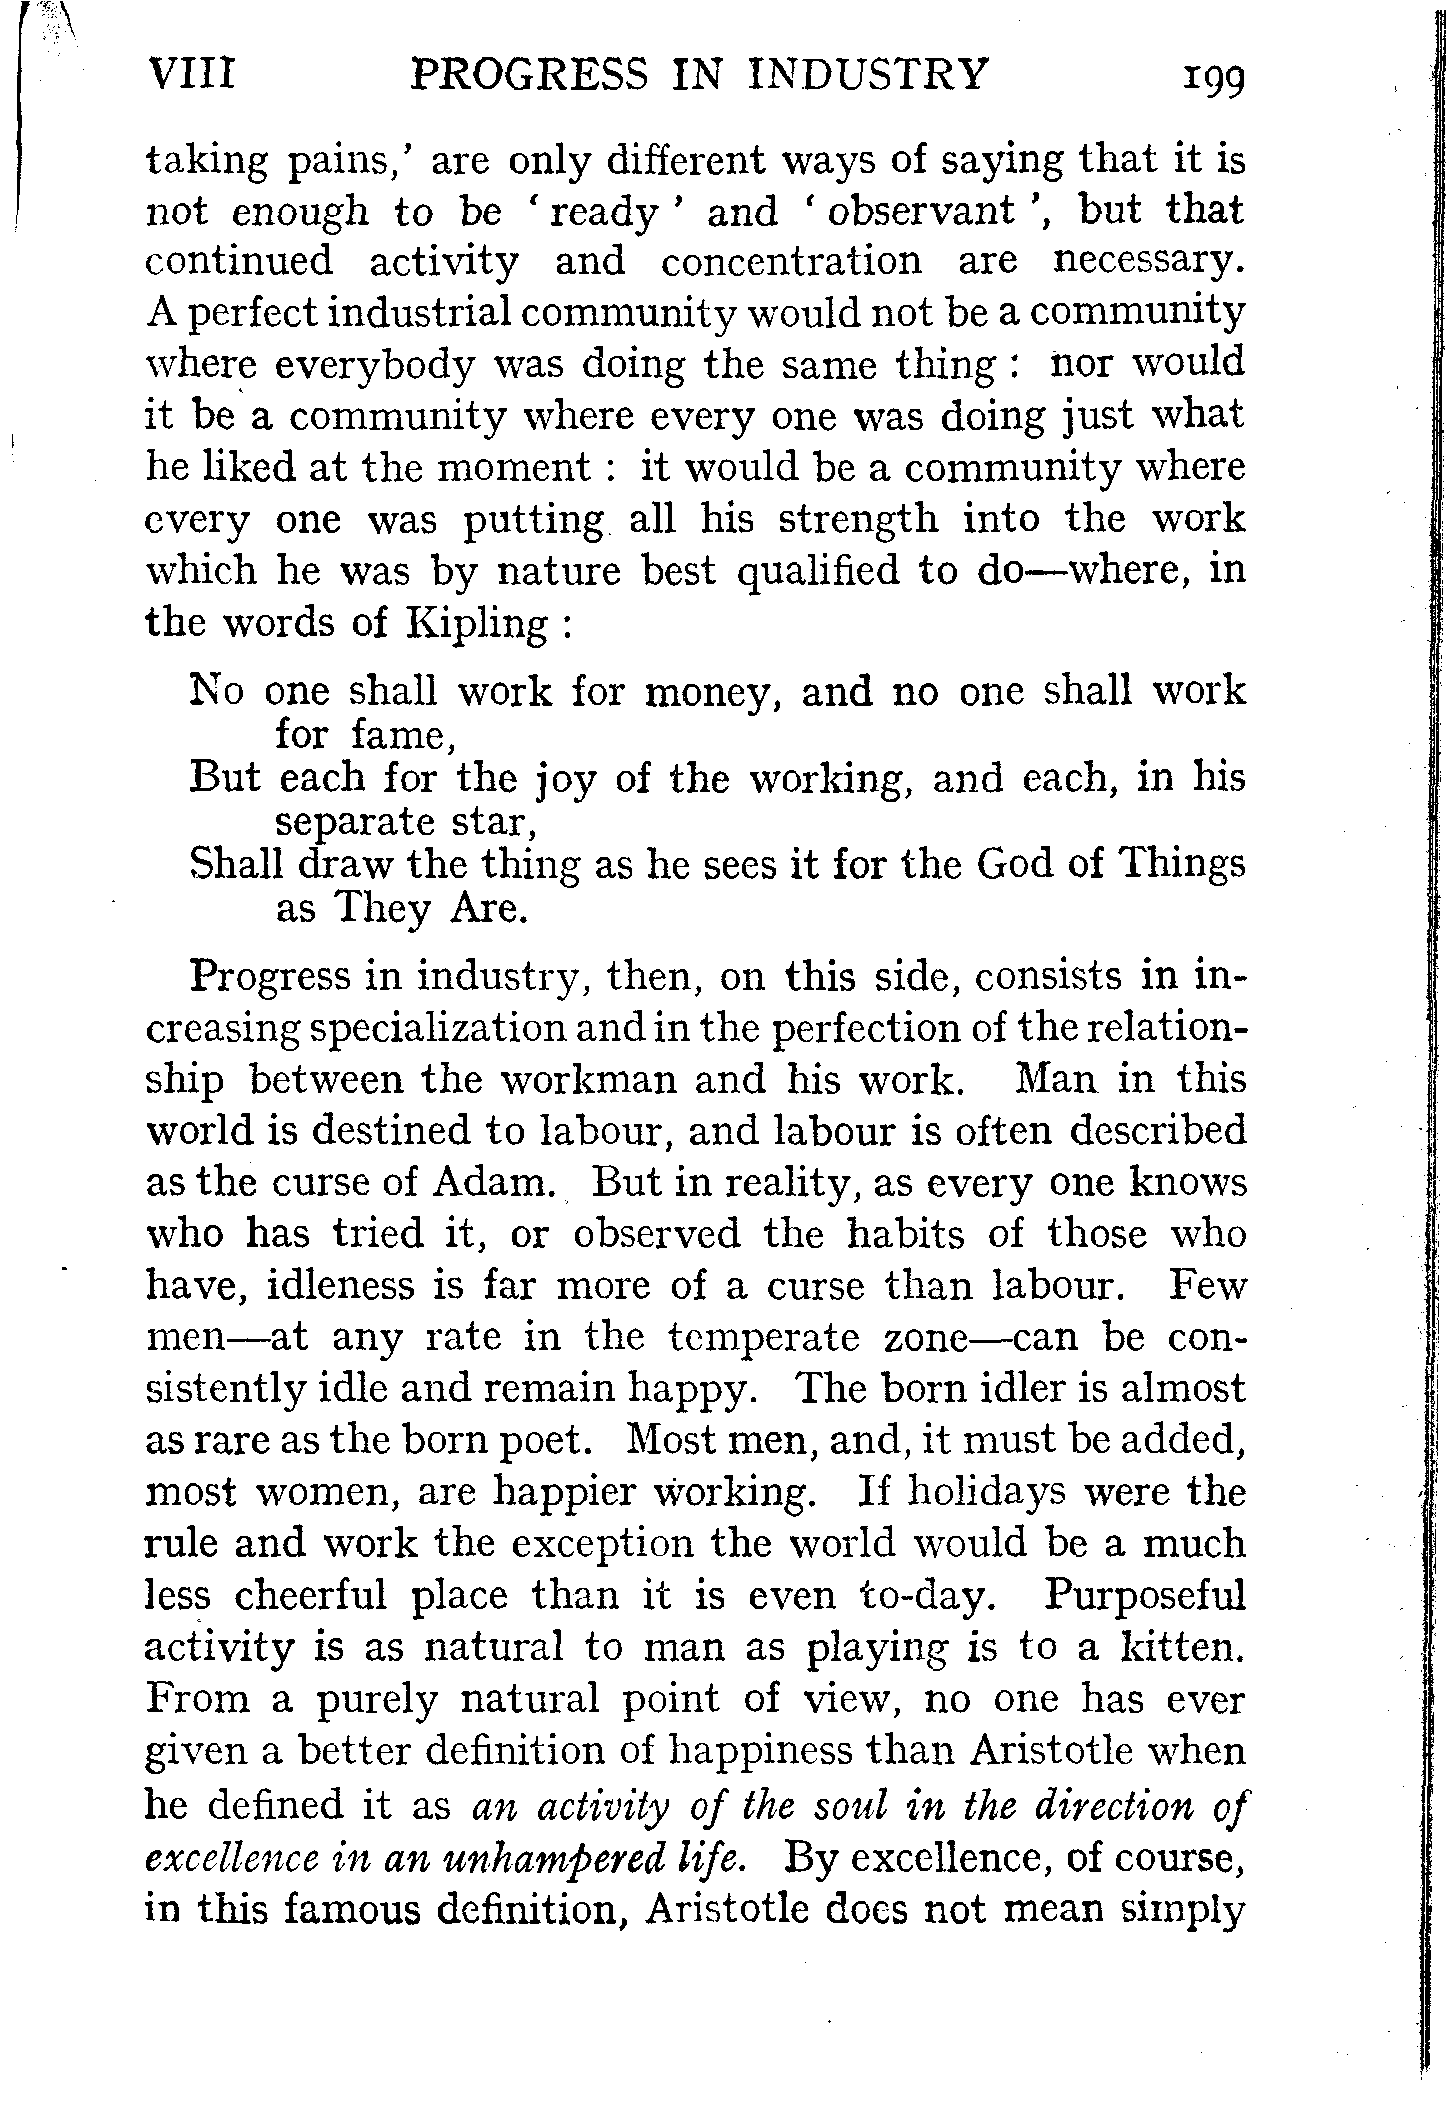 VIII PROGRESS IN INDUSTRY 199
taking pains,’ are only different ways of saying that it is
not enough to be ‘ ready ’ and ‘ observant ’, but that
continued activity and concentration are necessary.
A perfect industrial community would not be a community
where everybody was doing the same thing : nor would
it be a community where every one was doing just what
he liked at the moment : it would be a community where
every one was putting all his strength into the work
which he was by nature best qualified to do—where, in
the words of Kipling :
No one shall work for money, and no one shall work
for fame,
But each for the joy of the working, and each, in his
separate star,
Shall draw the thing as he sees it for the God of Things
as They Are.
Progress in industry, then, on this side, consists in in-
creasing specialization and in the perfection of the relation-
ship between the workman and his work. Man in this
world is destined to labour, and labour is often described
as the curse of Adam. But in reality, as every one knows
who has tried it, or observed the habits of those who
have, idleness is far more of a curse than labour. Few
men—at any rate in the temperate zone—can be con-
sistently idle and remain happy. The born idler is almost
as rare as the born poet. Most men, and, it must be added,
most women, are happier working. If holidays were the
rule and work the exception the world would be a much
less cheerful place than it is even to-day. Purposeful
activity is as natural to man as playing is to a kitten.
From a purely natural point of view, no one has ever
given a better definition of happiness than Aristotle when
he defined it as an activity of the soul in the direction of
excellence in an unhampered life. By excellence, of course,
in this famous definition, Aristotle does not mean simply